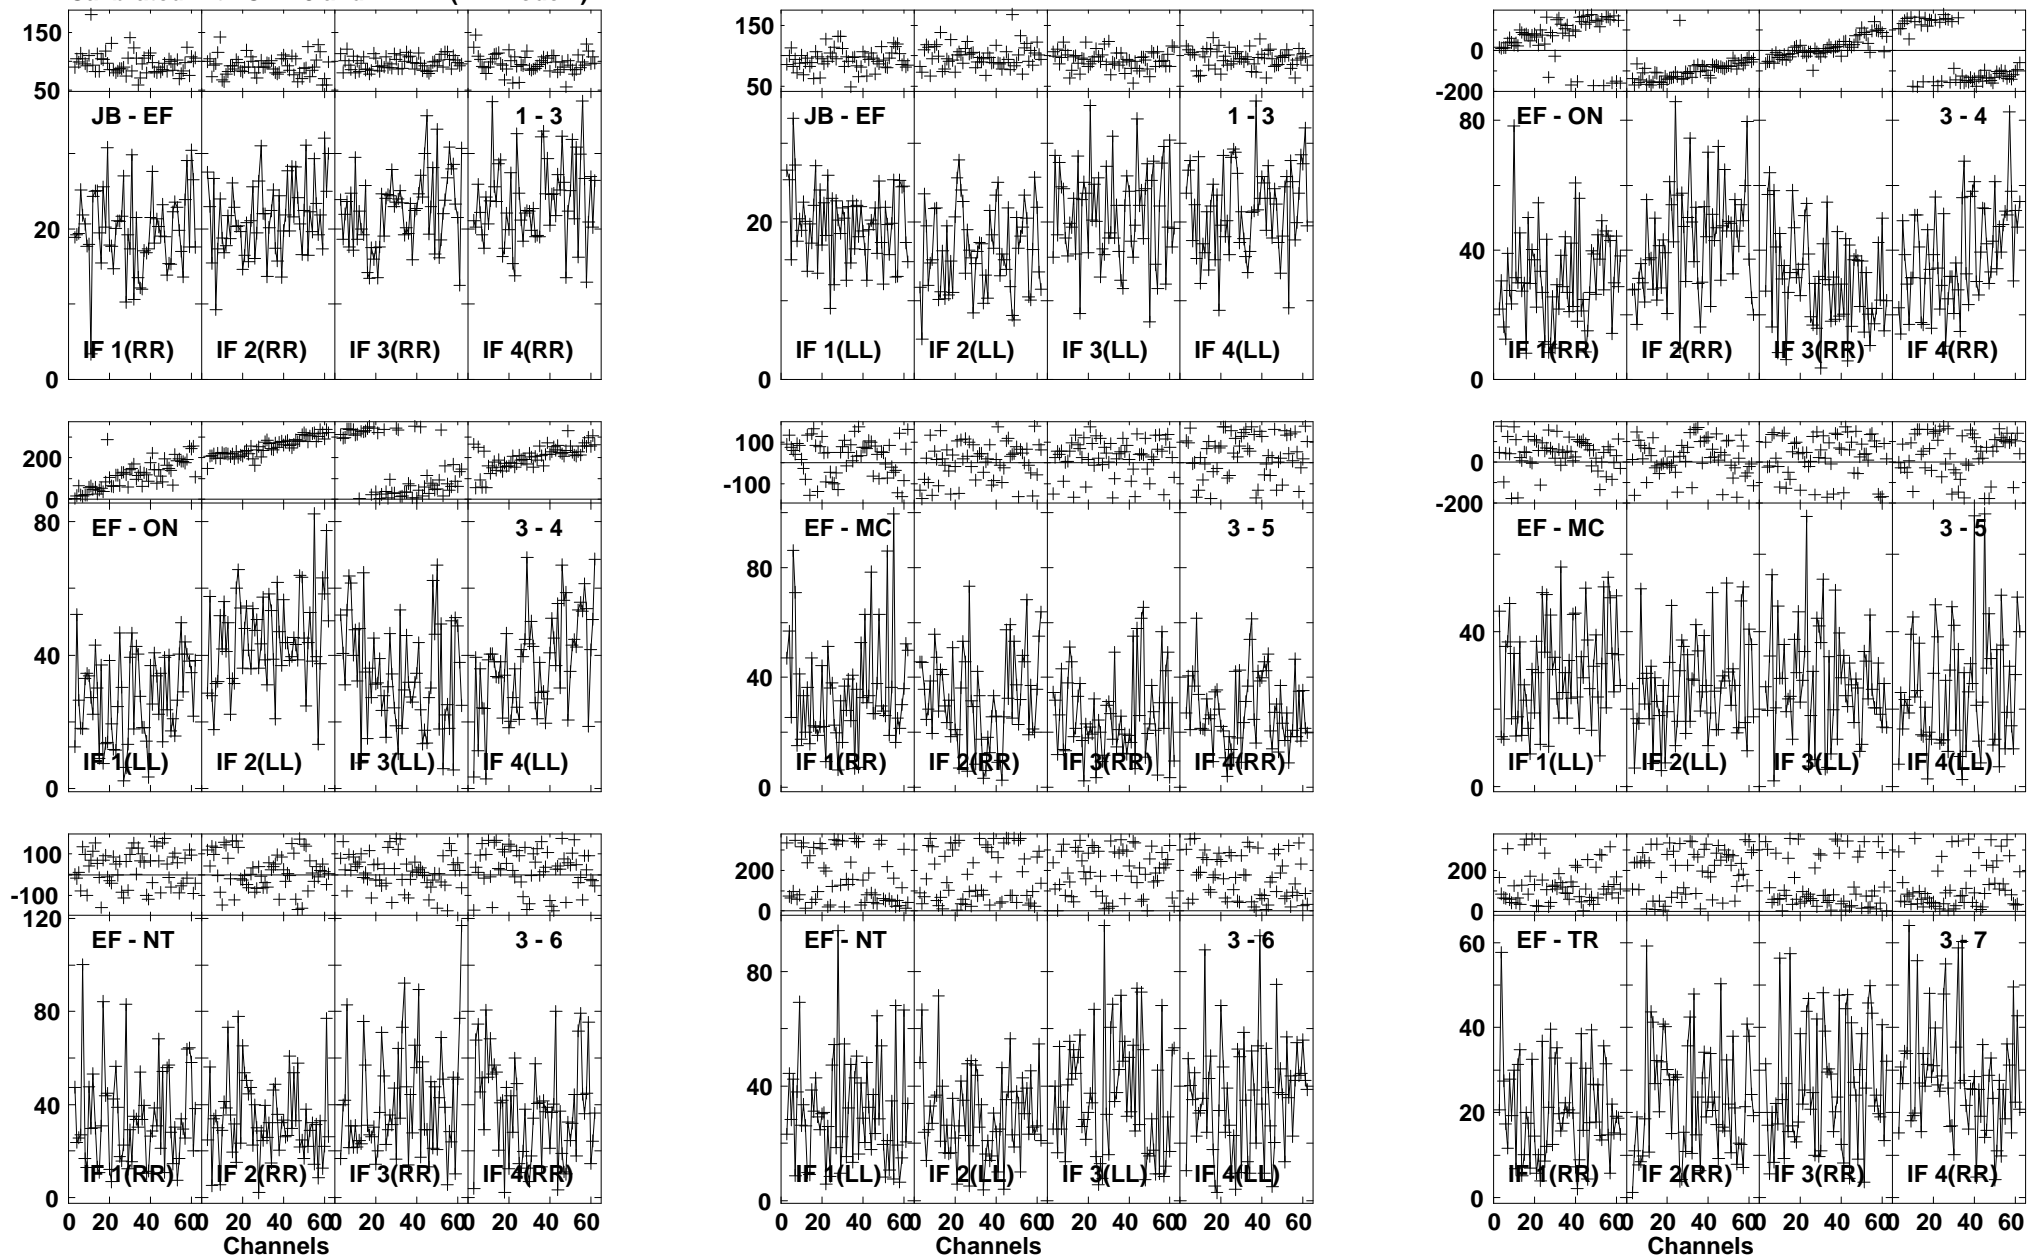 150
50
JB - EF
1 - 3
20
IF 1(RR)
IF 2(RR)
IF 3(RR)
IF 4(RR)
0
150
50
JB - EF
1 - 3
20
IF 1(LL)
IF 2(LL)
IF 3(LL)
IF 4(LL)
0
0
-200
80
EF - ON
3 - 4
40
IF 1(RR)
IF 2(RR)
IF 3(RR)
IF 4(RR)
0
200
0
80
EF - ON
3 - 4
40
IF 1(LL)
IF 2(LL)
IF 3(LL)
IF 4(LL)
0
100
-100
EF - MC
3 - 5
80
40
IF 1(RR)
IF 2(RR)
IF 3(RR)
IF 4(RR)
0
0
-200
EF - MC
3 - 5
40
IF 1(LL)
IF 2(LL)
IF 3(LL)
IF 4(LL)
0
100
-100
120
EF - NT
3 - 6
80
40
IF 1(RR)
IF 2(RR)
IF 3(RR)
IF 4(RR)
0
0 20 40 60 0 20 40 60 0 20 40 60 0 20 40 60
Channels
200
0
EF - NT
3 - 6
80
40
IF 1(LL)
IF 2(LL)
IF 3(LL)
IF 4(LL)
0
0 20 40 60 0 20 40 60 0 20 40 60 0 20 40 60
Channels
200
0
60
EF - TR
3 - 7
40
20
IF 1(RR)
IF 2(RR)
IF 3(RR)
IF 4(RR)
0
0 20 40 60 0 20 40 60 0 20 40 60 0 20 40 60
Channels